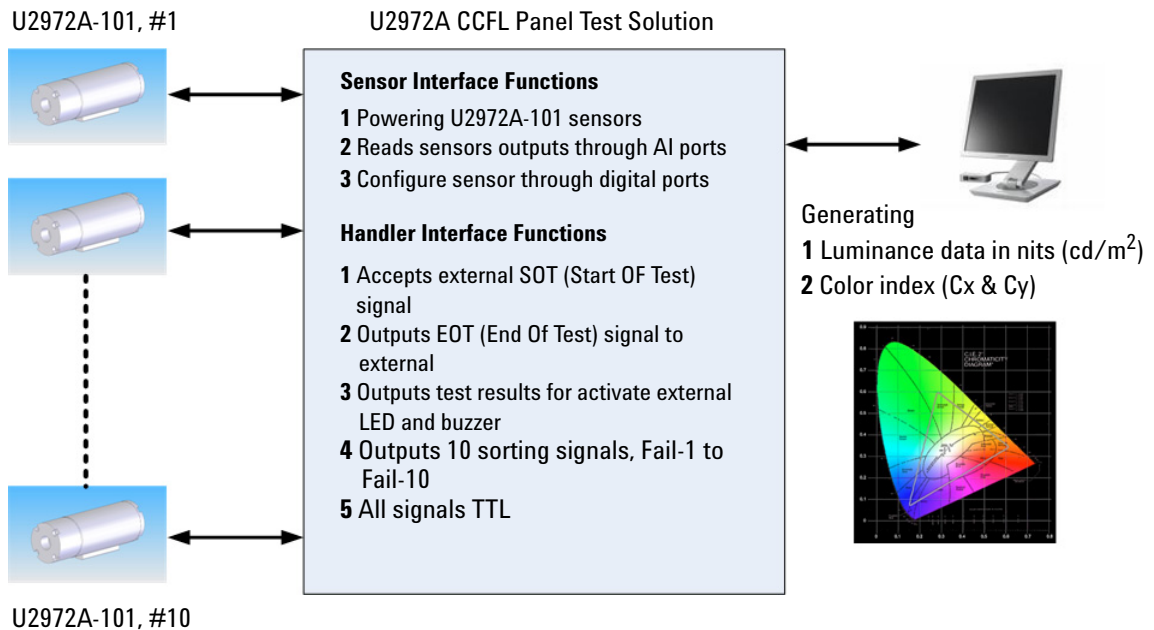 U2972A-101, #1
U2972A CCFL Panel Test Solution
Sensor Interface Functions
1 Powering U2972A-101 sensors
2 Reads sensors outputs through AI ports
3 Configure sensor through digital ports
Handler Interface Functions
1 Accepts external SOT (Start OF Test)
signal
2 Outputs EOT (End Of Test) signal to
external
3 Outputs test results for activate external
LED and buzzer
4 Outputs 10 sorting signals, Fail-1 to
Fail-10
5 All signals TTL
Generating
1 Luminance data in nits (cd/m²)
2 Color index (Cx & Cy)
CHROMATICITY
DIAGRAM
U2972A-101, #10